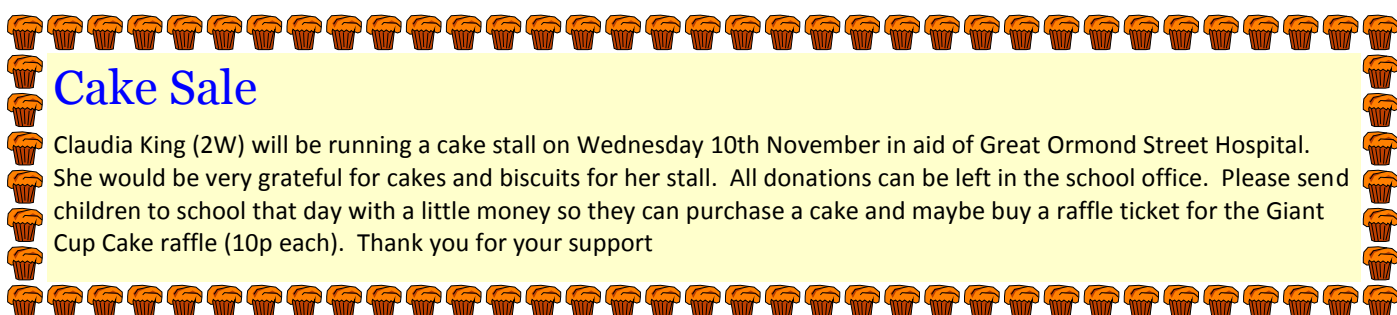 Cake Sale
Claudia King (2W) will be running a cake stall on Wednesday 10th November in aid of Great Ormond Street Hospital.
She would be very grateful for cakes and biscuits for her stall.  All donations can be left in the school office.  Please send
children to school that day with a little money so they can purchase a cake and maybe buy a raffle ticket for the Giant
Cup Cake raffle (10p each).  Thank you for your support